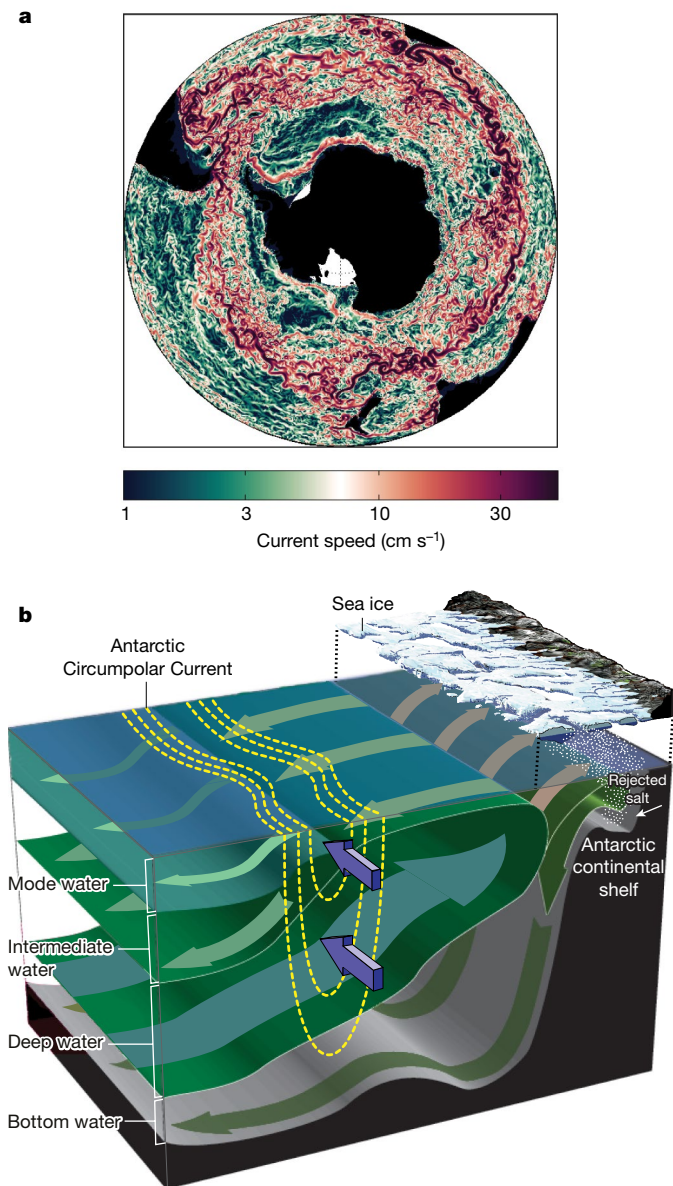 a
1
3
10
30
Current speed (cm s⁻¹)
b
Sea ice
Antarctic
Circumpolar Current
Rejected
salt
Antarctic
continental
shelf
Mode water
Intermediate
water
Deep water
Bottom water